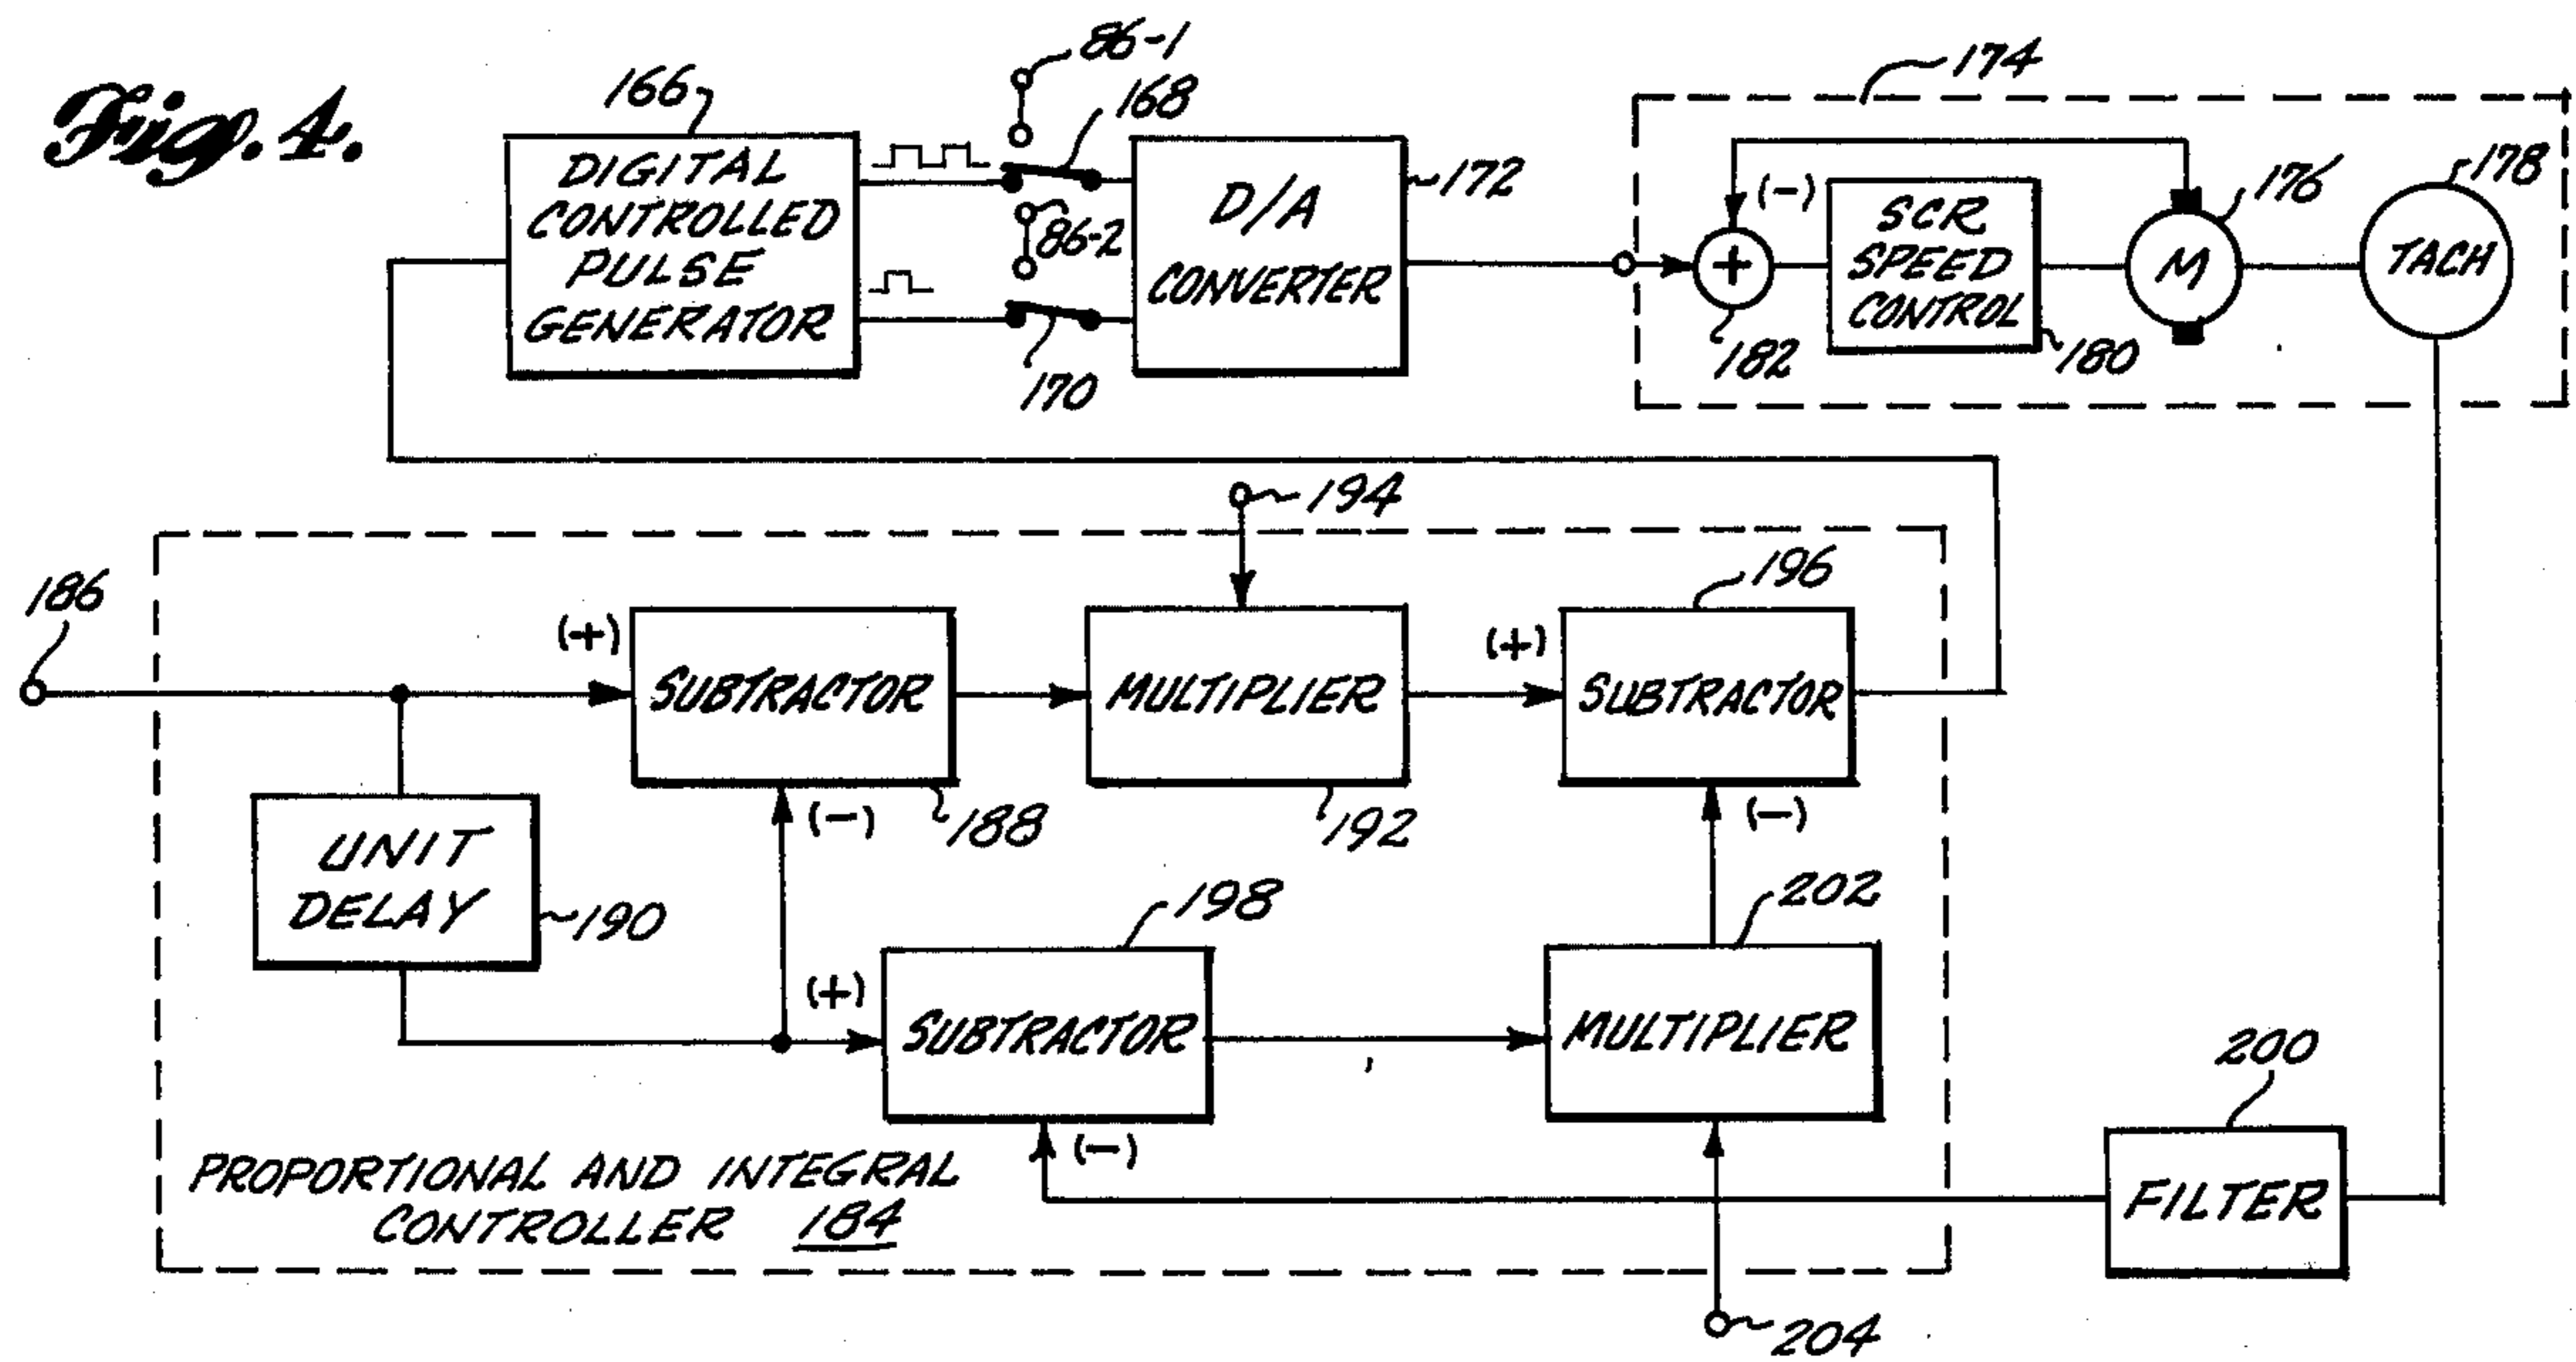 Fig. 4.
166
86-1
168
174
DIGITAL
CONTROLLED
PULSE
GENERATOR
86-2
170
D/A
CONVERTER
172
(-)
+
182
SCR
SPEED
CONTROL
180
M
176
TACH
178
194
186
(+)
SUBTRACTOR
(-)
188
MULTIPLIER
192
(+)
196
SUBTRACTOR
(-)
UNIT
DELAY
190
198
(+)
SUBTRACTOR
(-)
202
MULTIPLIER
200
FILTER
PROPORTIONAL AND INTEGRAL
CONTROLLER 184
204